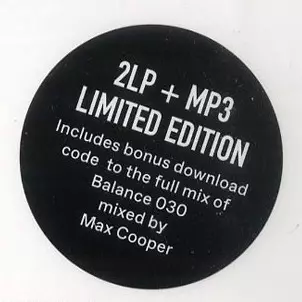 2LP + MP3
LIMITED EDITION
Includes bonus download
code to the full mix of
Balance 030
mixed by
Max Cooper